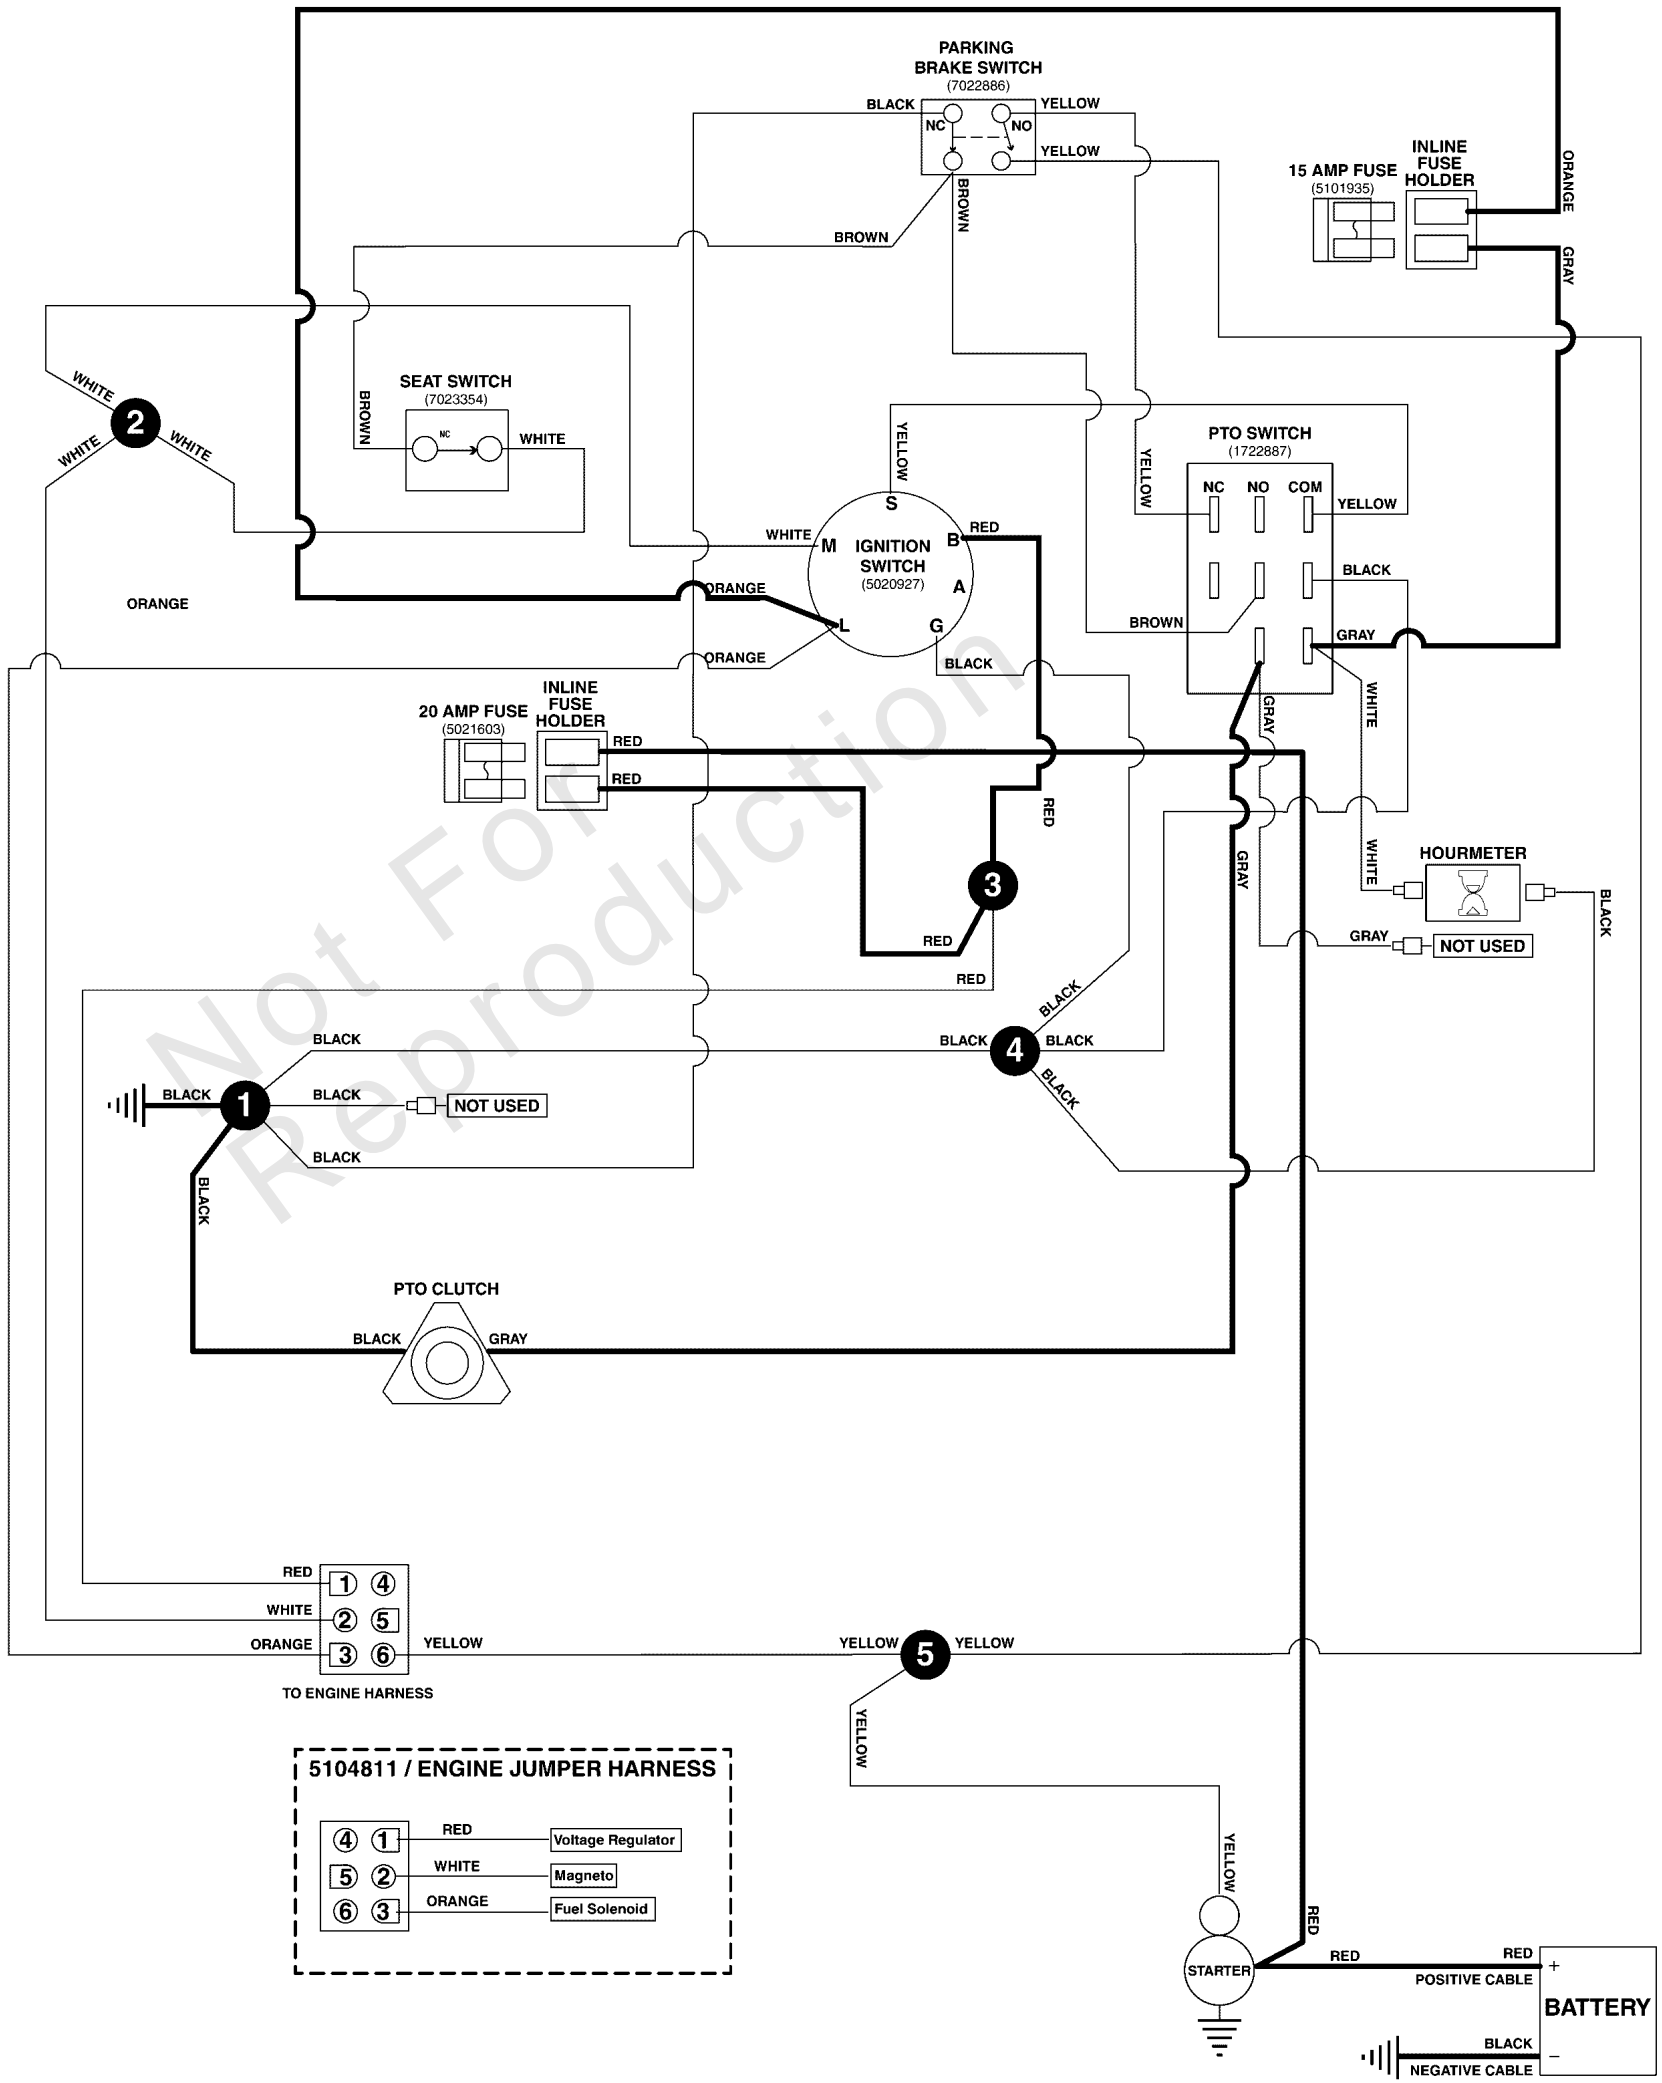 PARKING
BRAKE SWITCH
(7022886)
BLACK
YELLOW
NC
NO
YELLOW
BROWN
BROWN
15 AMP FUSE
(5101935)
INLINE
FUSE
HOLDER
ORANGE
GRAY
WHITE
2
WHITE
WHITE
SEAT SWITCH
(7023354)
BROWN
NC
WHITE
YELLOW
YELLOW
PTO SWITCH
(1722887)
NC
NO
COM
YELLOW
S
WHITE
M
IGNITION
SWITCH
(5020927)
B
RED
A
L
G
ORANGE
ORANGE
ORANGE
BLACK
BLACK
BROWN
GRAY
WHITE
GRAY
20 AMP FUSE
(5021603)
INLINE
FUSE
HOLDER
RED
RED
RED
3
RED
RED
GRAY
WHITE
HOURMETER
BLACK
GRAY
NOT USED
Not For
Reproduction
BLACK
BLACK
4
BLACK
BLACK
BLACK
BLACK
1
BLACK
NOT USED
BLACK
BLACK
PTO CLUTCH
BLACK
GRAY
RED
1
4
WHITE
2
5
ORANGE
3
6
YELLOW
TO ENGINE HARNESS
YELLOW
5
YELLOW
YELLOW
5104811 / ENGINE JUMPER HARNESS
4
1
RED
Voltage Regulator
5
2
WHITE
Magneto
6
3
ORANGE
Fuel Solenoid
YELLOW
RED
STARTER
RED
RED
POSITIVE CABLE
+
BATTERY
BLACK
NEGATIVE CABLE
−